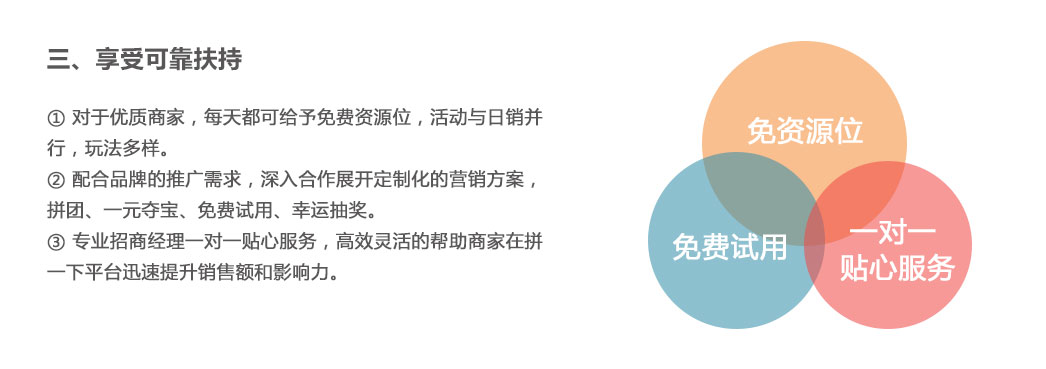 三、享受可靠扶持
① 对于优质商家，每天都可给予免费资源位，活动与日销并
行，玩法多样。
② 配合品牌的推广需求，深入合作展开定制化的营销方案，
拼团、一元夺宝、免费试用、幸运抽奖。
③ 专业招商经理一对一贴心服务，高效灵活的帮助商家在拼
一下平台迅速提升销售额和影响力。
免资源位
免费试用
一对一
贴心服务